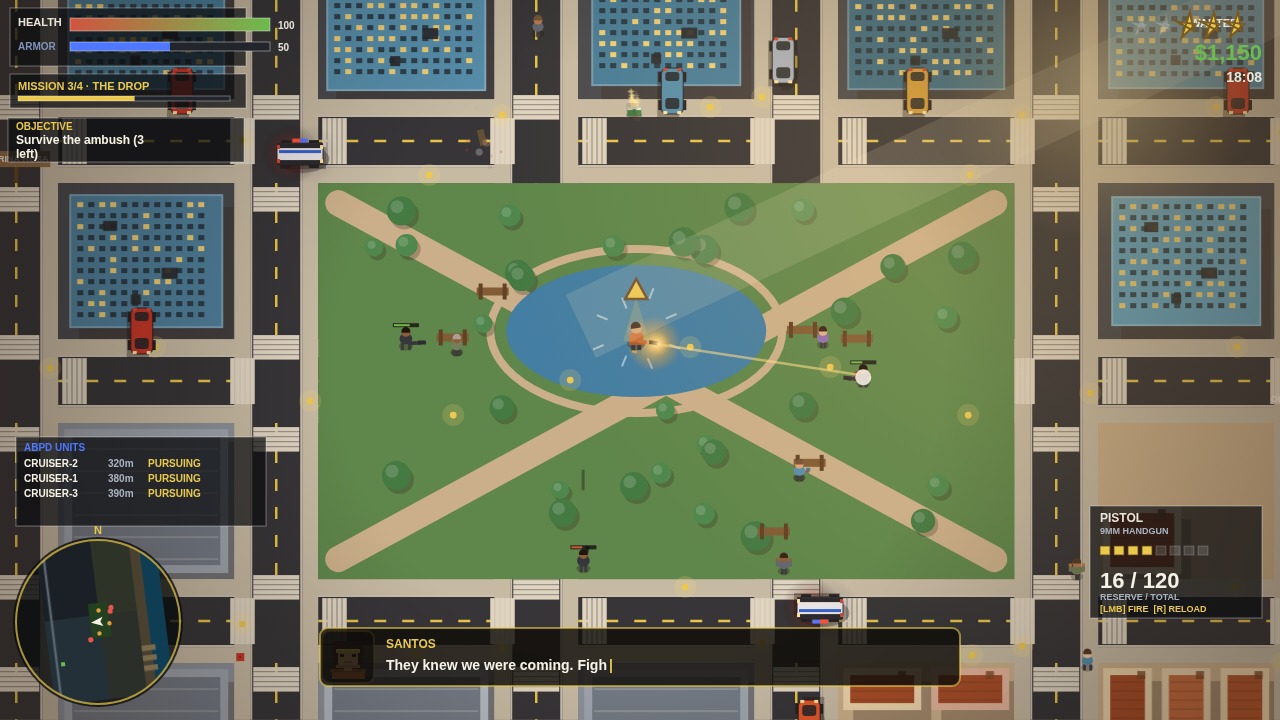 HEALTH
100
ARMOR
50
MISSION 3/4 · THE DROP
OBJECTIVE
Survive the ambush (3
left)
WANTED
$1,150
18:08
ABPD UNITS
CRUISER-2 320m PURSUING
CRUISER-1 380m PURSUING
CRUISER-3 390m PURSUING
N
PISTOL
9MM HANDGUN
16 / 120
RESERVE / TOTAL
[LMB] FIRE [R] RELOAD
SANTOS
They knew we were coming. Figh